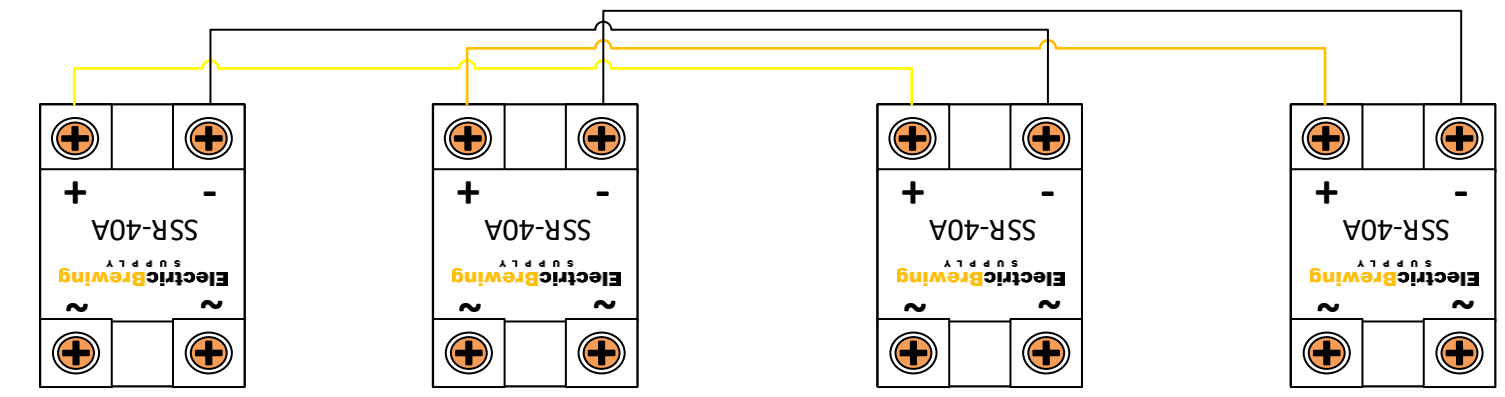 + -
SSR-40A
ElectricBrewing
SUPPLY
~ ~
+ -
SSR-40A
ElectricBrewing
SUPPLY
~ ~
+ -
SSR-40A
ElectricBrewing
SUPPLY
~ ~
+ -
SSR-40A
ElectricBrewing
SUPPLY
~ ~